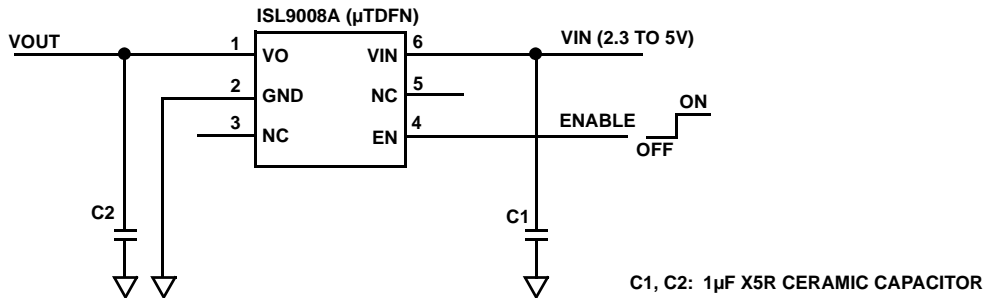 ISL9008A (µTDFN)
VOUT
1
VO
VIN
6
VIN (2.3 TO 5V)
2
GND
NC
5
3
NC
EN
4
ENABLE
ON
OFF
C2
C1
C1, C2: 1µF X5R CERAMIC CAPACITOR